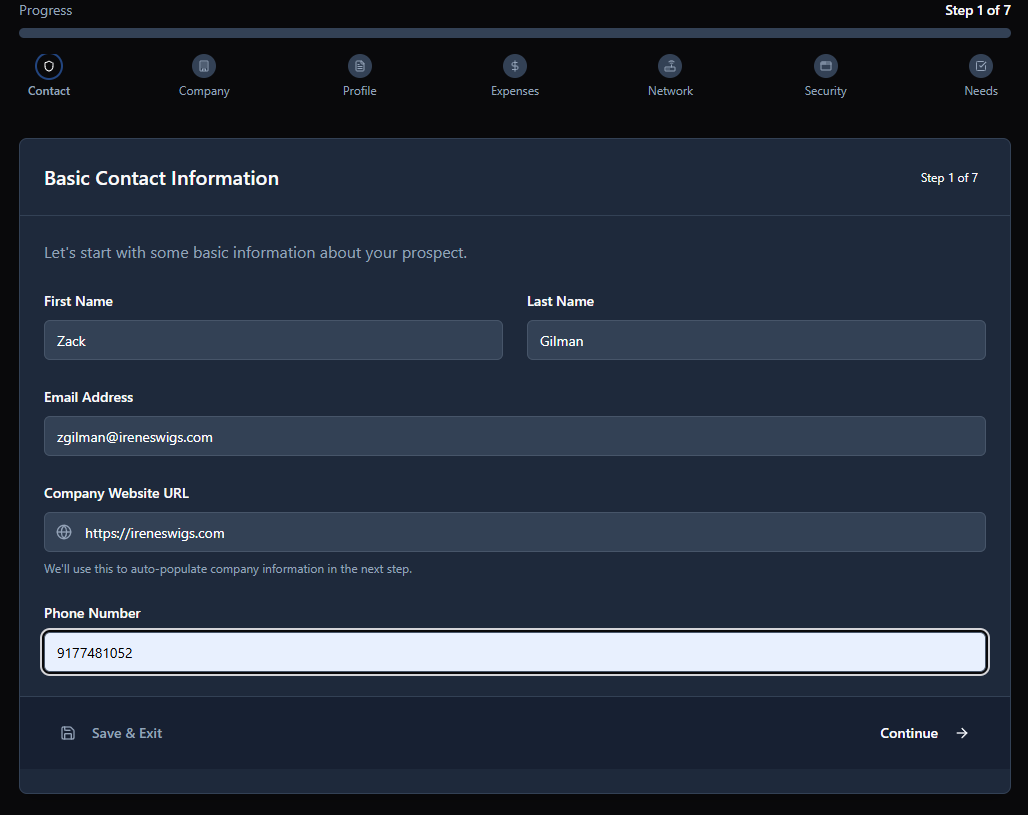 Progress Step 1 of 7
Contact Company Profile Expenses Network Security Needs
Basic Contact Information Step 1 of 7
Let's start with some basic information about your prospect.
First Name Last Name
Zack Gilman
Email Address
zgilman@ireneswigs.com
Company Website URL
https://ireneswigs.com
We'll use this to auto-populate company information in the next step.
Phone Number
9177481052
Save & Exit Continue →